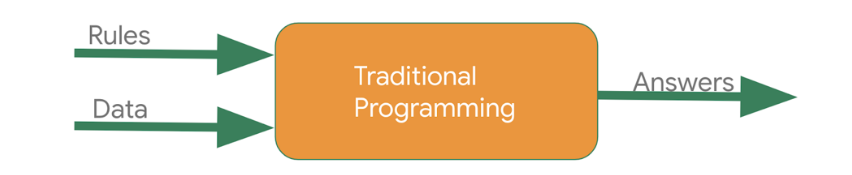 Rules
Data
Traditional
Programming
Answers